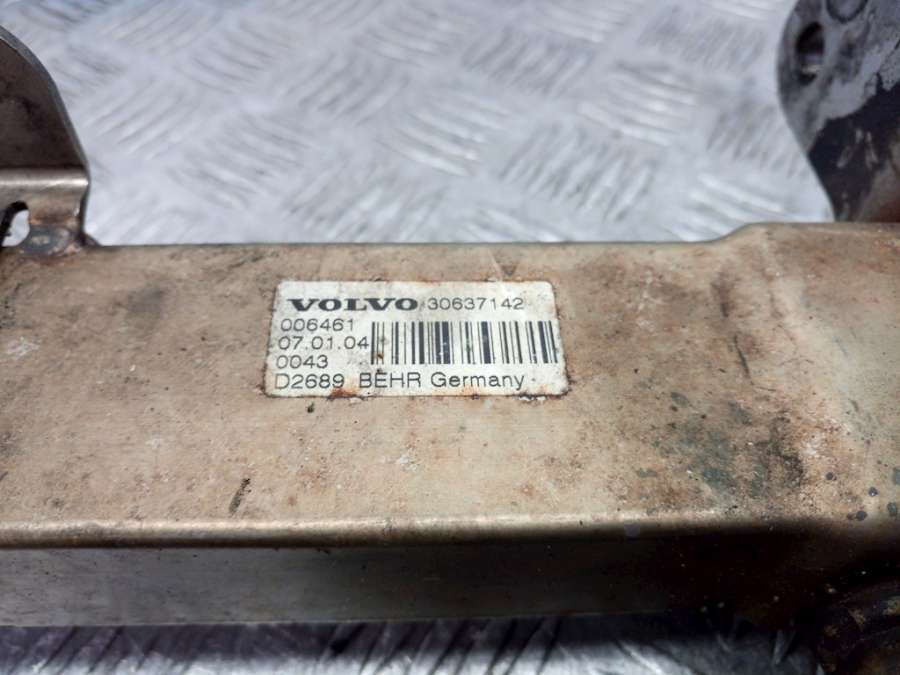 VOLVO 30637142
006461
07.01.04
0043
D2689 BEHR Germany